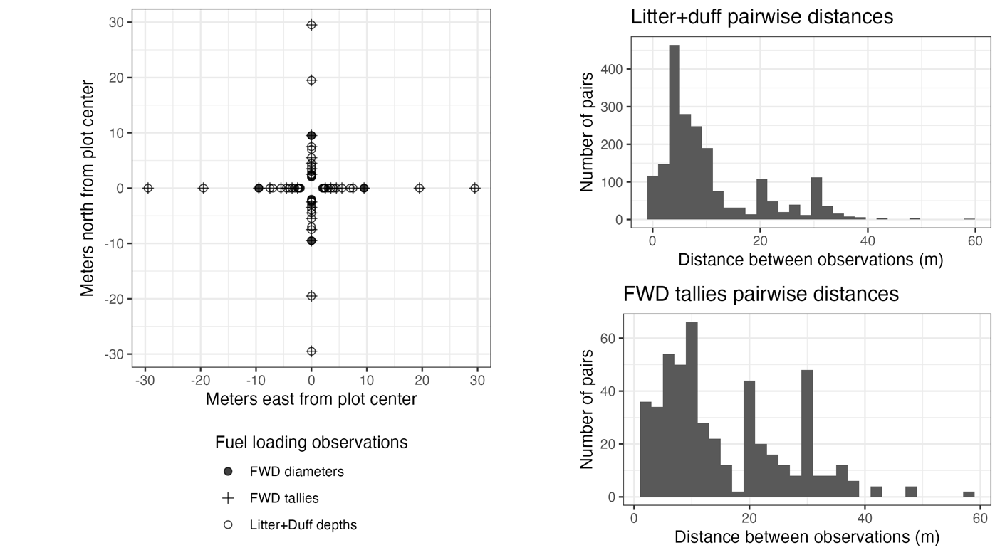 30
20
10
0
-10
-20
-30
Meters north from plot center
-30 -20 -10 0 10 20 30
Meters east from plot center
Fuel loading observations
FWD diameters
FWD tallies
Litter+Duff depths
Litter+duff pairwise distances
400
300
200
100
0
Number of pairs
0 20 40 60
Distance between observations (m)
FWD tallies pairwise distances
60
40
20
0
Number of pairs
0 20 40 60
Distance between observations (m)